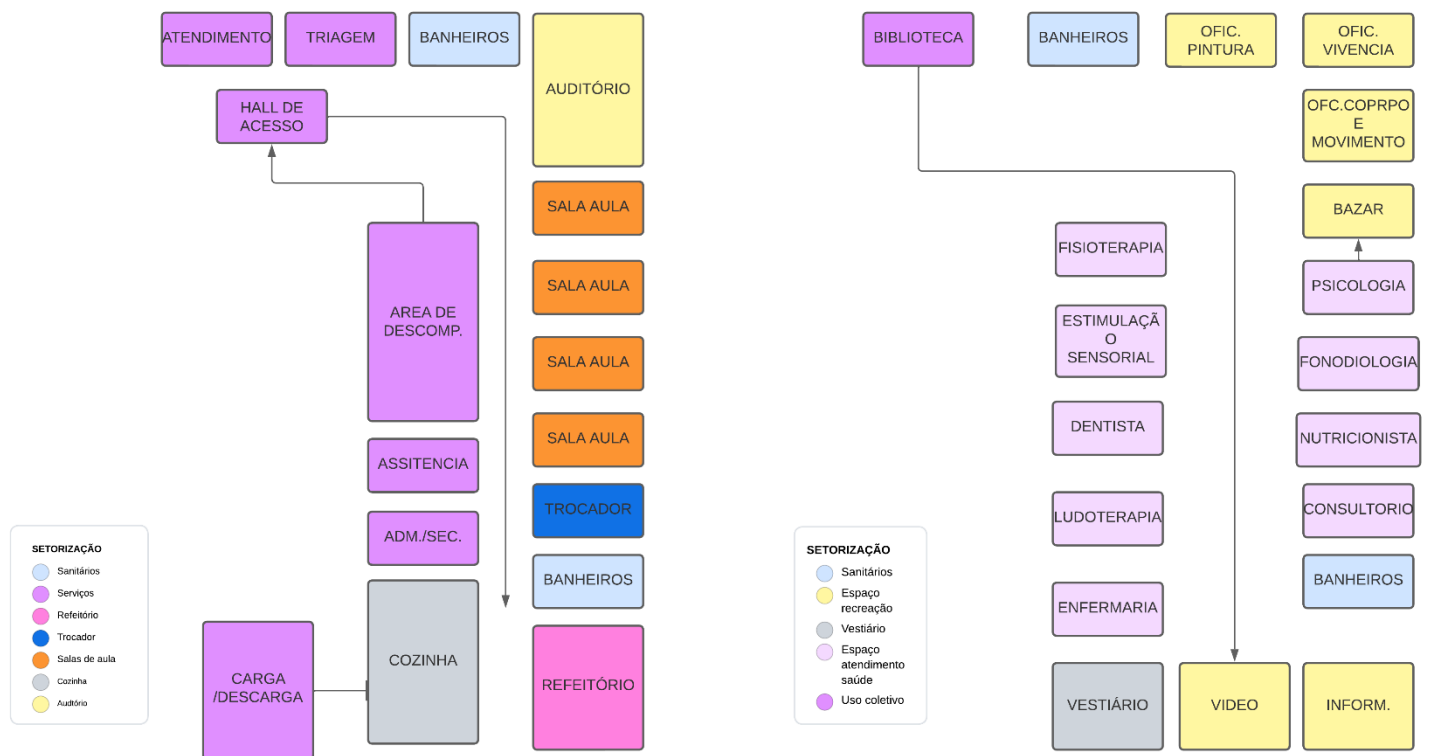 ATENDIMENTO
TRIAGEM
BANHEIROS
AUDITÓRIO
HALL DE
ACESSO
SALA AULA
SALA AULA
SALA AULA
SALA AULA
AREA DE
DESCOMP.
ASSITENCIA
ADM./SEC.
TROCADOR
BANHEIROS
COZINHA
CARGA
/DESCARGA
REFEITÓRIO
SETORIZAÇÃO
Sanitários
Serviços
Refeitório
Trocador
Salas de aula
Cozinha
Audtório
BIBLIOTECA
BANHEIROS
OFIC.
PINTURA
OFIC.
VIVENCIA
OFC.COPRPO
E
MOVIMENTO
BAZAR
FISIOTERAPIA
PSICOLOGIA
ESTIMULAÇÃ
O
SENSORIAL
FONODIOLOGIA
DENTISTA
NUTRICIONISTA
LUDOTERAPIA
CONSULTORIO
ENFERMARIA
BANHEIROS
VESTIÁRIO
VIDEO
INFORM.
SETORIZAÇÃO
Sanitários
Espaço
recreação
Vestiário
Espaço
atendimento
saúde
Uso coletivo